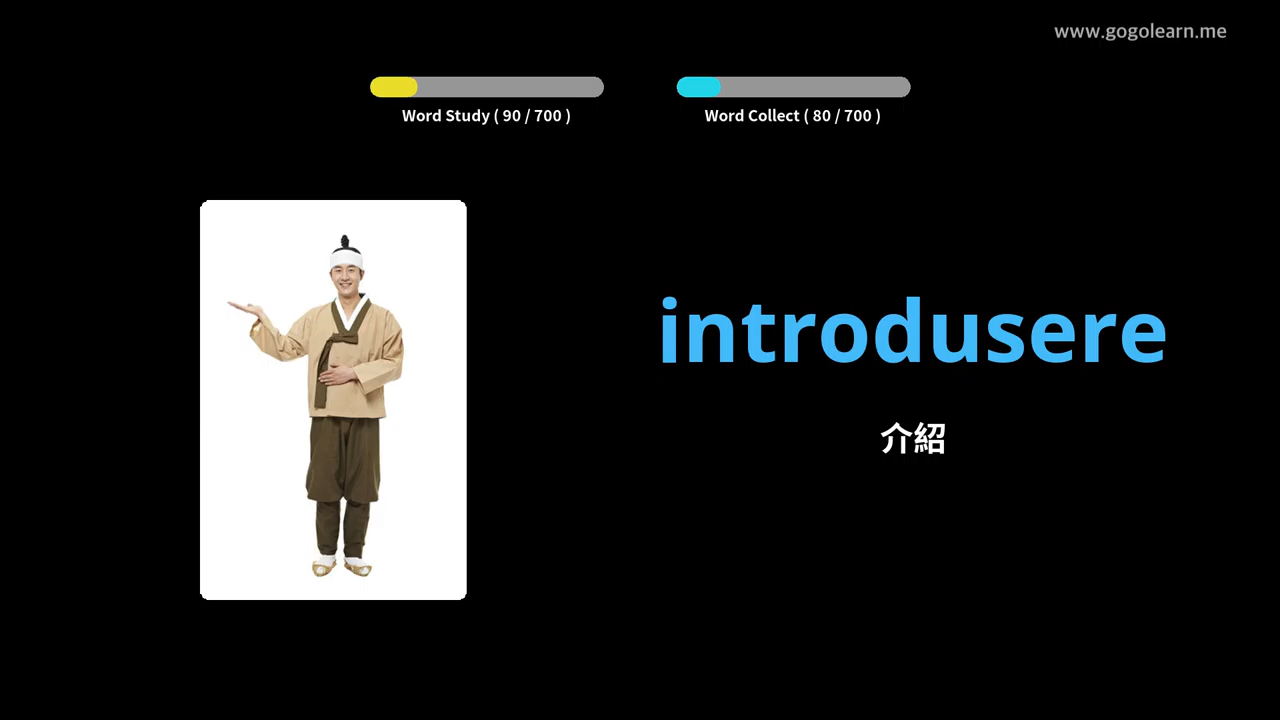 www.gogolearn.me
Word Study ( 90 / 700 )
Word Collect ( 80 / 700 )
introdusere
介紹